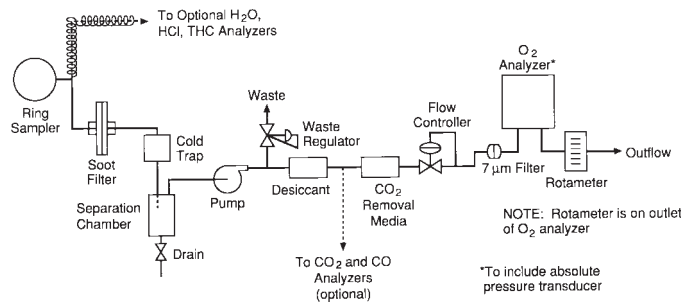 To Optional H2O,
HCl, THC Analyzers
O2
Analyzer*
Ring
Sampler
Soot
Filter
Cold
Trap
Waste
Waste
Regulator
Flow
Controller
7 µm Filter
Outflow
Rotameter
Separation
Chamber
Pump
Desiccant
CO2
Removal
Media
Drain
To CO2 and CO
Analyzers
(optional)
NOTE: Rotameter is on outlet
of O2 analyzer
*To include absolute
pressure transducer